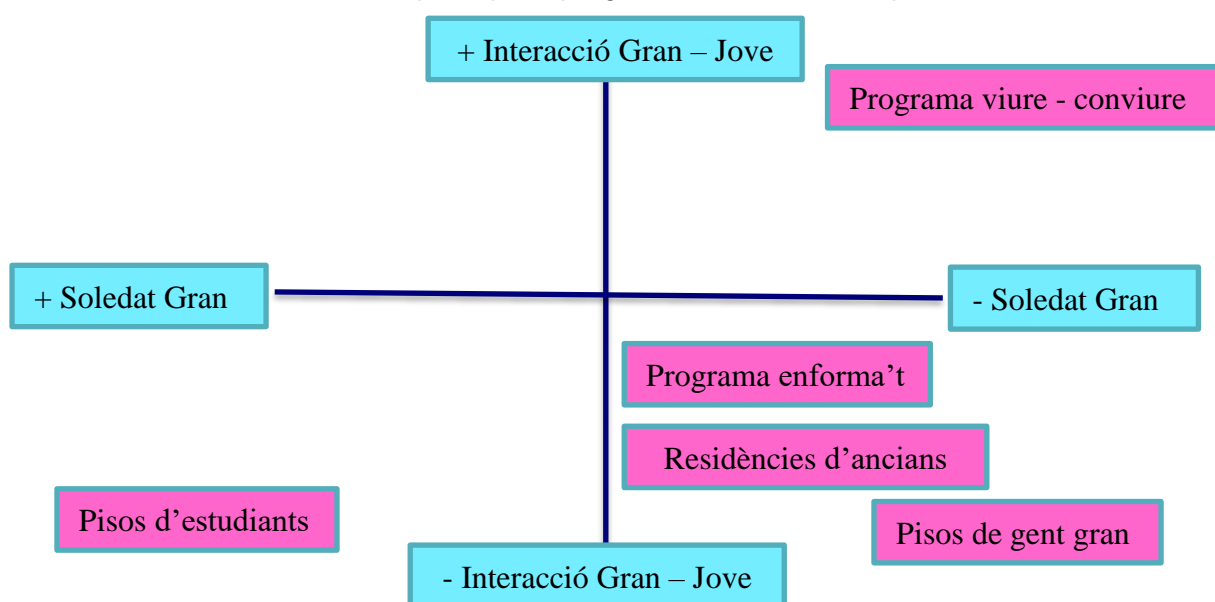 + Interacció Gran – Jove
Programa viure - conviure
+ Soledat Gran
- Soledat Gran
Programa enforma’t
Residències d’ancians
Pisos d’estudiants
Pisos de gent gran
- Interacció Gran – Jove